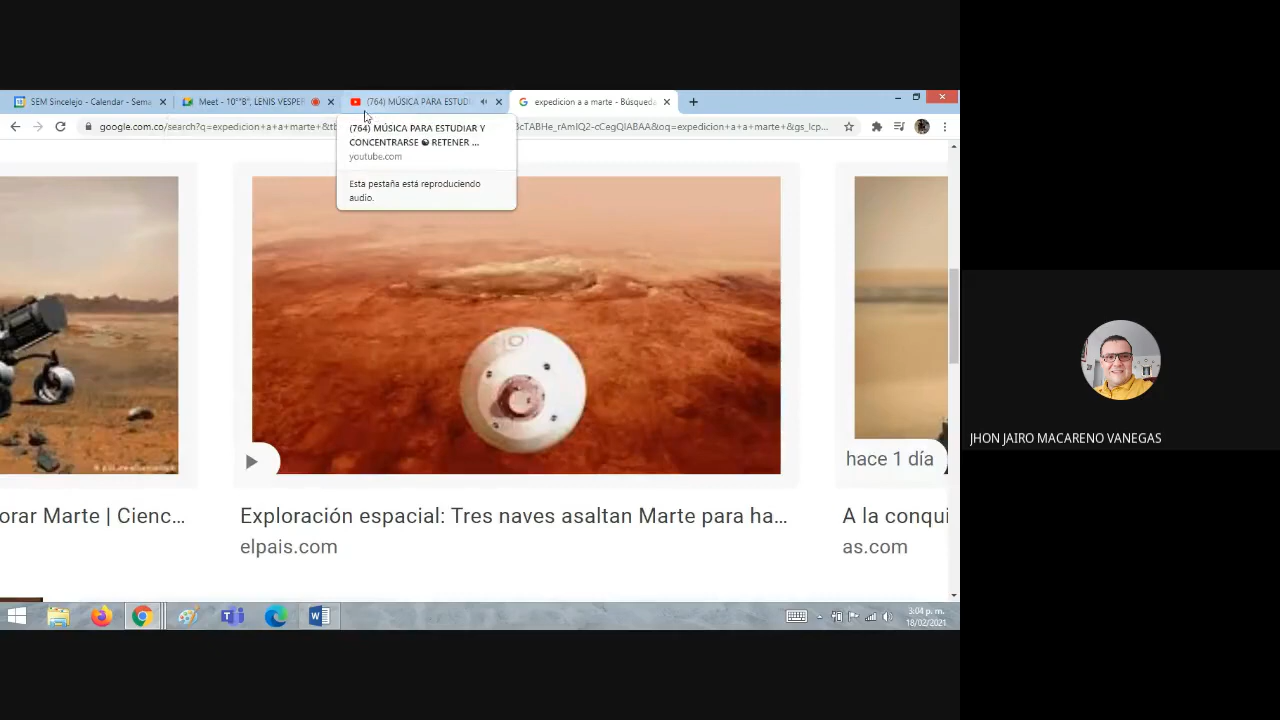 SEM Sincelejo - Calendar - Sema
Meet - 10°"B", LENIS VESPER
(764) MÚSICA PARA ESTUDI
expedicion a a marte - Búsqueda
google.com.co/search?q=expedicion+a+a+marte+&tb
cTABHe_rAmIQ2-cCegQIABAA&oq=expedicion+a+a+marte+&gs_lcp...
(764) MÚSICA PARA ESTUDIAR Y
CONCENTRARSE ☯ RETENER ...
youtube.com
Esta pestaña está reproduciendo
audio.
hace 1 día
orar Marte | Cienc...
Exploración espacial: Tres naves asaltan Marte para ha...
A la conqui
elpais.com
as.com
JHON JAIRO MACARENO VANEGAS
3:04 p. m.
18/02/2021